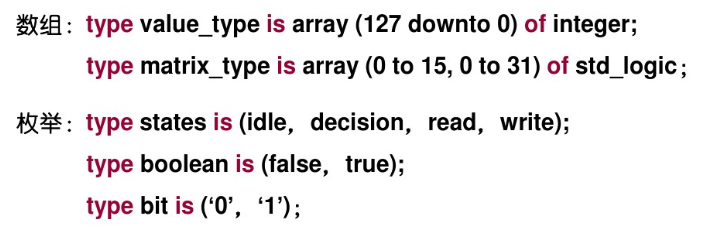 数组：type value_type is array (127 downto 0) of integer;
type matrix_type is array (0 to 15, 0 to 31) of std_logic；
枚举：type states is (idle，decision，read，write);
type boolean is (false，true);
type bit is (‘0’，‘1’)；